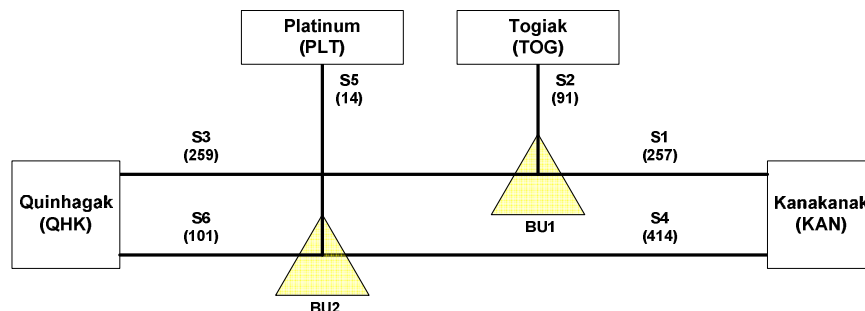 Platinum
(PLT)
Togiak
(TOG)
S5
(14)
S2
(91)
S3
(259)
S1
(257)
Quinhagak
(QHK)
Kanakanak
(KAN)
S6
(101)
BU1
S4
(414)
BU2